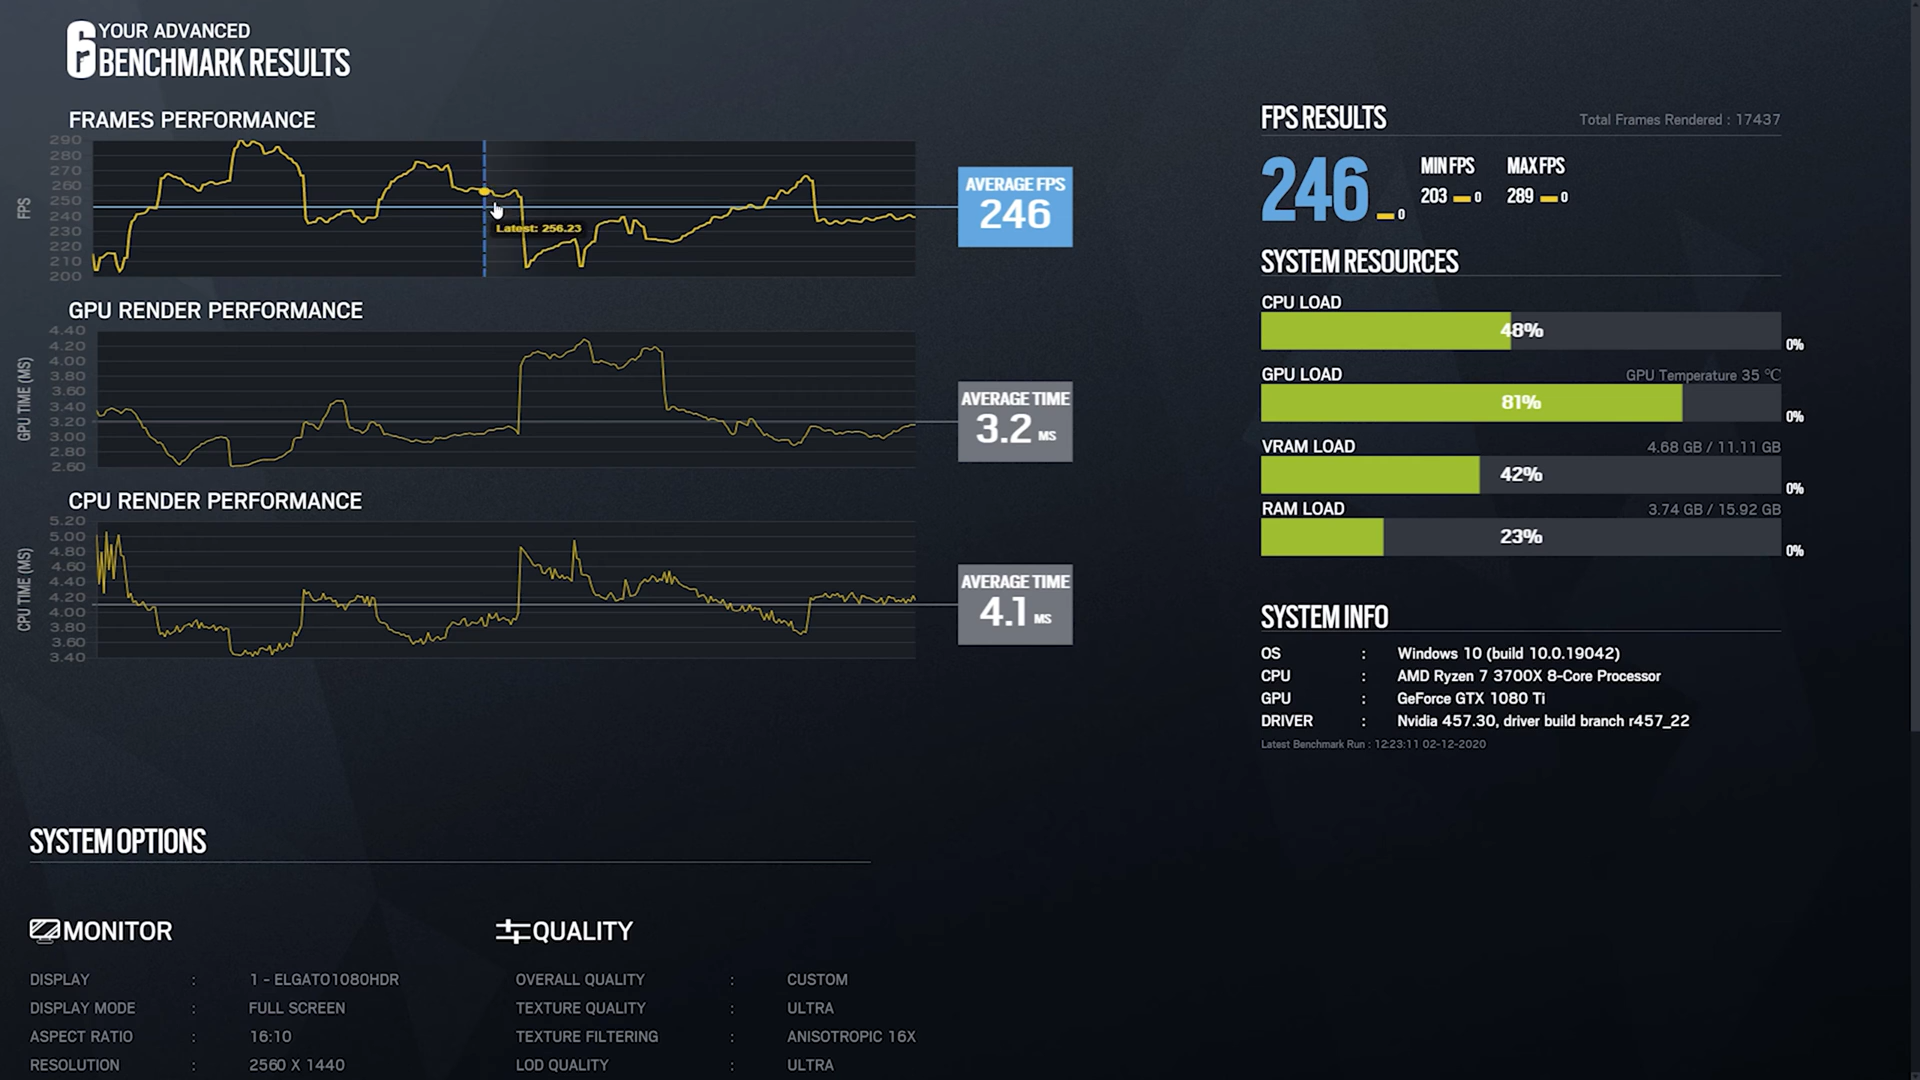 6 YOUR ADVANCED
BENCHMARK RESULTS
FRAMES PERFORMANCE
290
280
270
260
250
240
230
220
210
200
FPS
Latest: 256.23
AVERAGE FPS
246
GPU RENDER PERFORMANCE
4.40
4.20
4.00
3.80
3.60
3.40
3.20
3.00
2.80
2.60
GPU TIME (MS)
AVERAGE TIME
3.2 MS
CPU RENDER PERFORMANCE
5.20
5.00
4.80
4.60
4.40
4.20
4.00
3.80
3.60
3.40
CPU TIME (MS)
AVERAGE TIME
4.1 MS
FPS RESULTS Total Frames Rendered : 17437
246 0
MIN FPS MAX FPS
203 0 289 0
SYSTEM RESOURCES
CPU LOAD
48% 0%
GPU LOAD GPU Temperature 35 °C
81% 0%
VRAM LOAD 4.68 GB / 11.11 GB
42% 0%
RAM LOAD 3.74 GB / 15.92 GB
23% 0%
SYSTEM INFO
OS : Windows 10 (build 10.0.19042)
CPU : AMD Ryzen 7 3700X 8-Core Processor
GPU : GeForce GTX 1080 Ti
DRIVER : Nvidia 457.30, driver build branch r457_22
Latest Benchmark Run : 12:23:11 02-12-2020
SYSTEM OPTIONS
MONITOR
DISPLAY : 1 - ELGATO1080HDR
DISPLAY MODE : FULL SCREEN
ASPECT RATIO : 16:10
RESOLUTION : 2560 X 1440
QUALITY
OVERALL QUALITY : CUSTOM
TEXTURE QUALITY : ULTRA
TEXTURE FILTERING : ANISOTROPIC 16X
LOD QUALITY : ULTRA